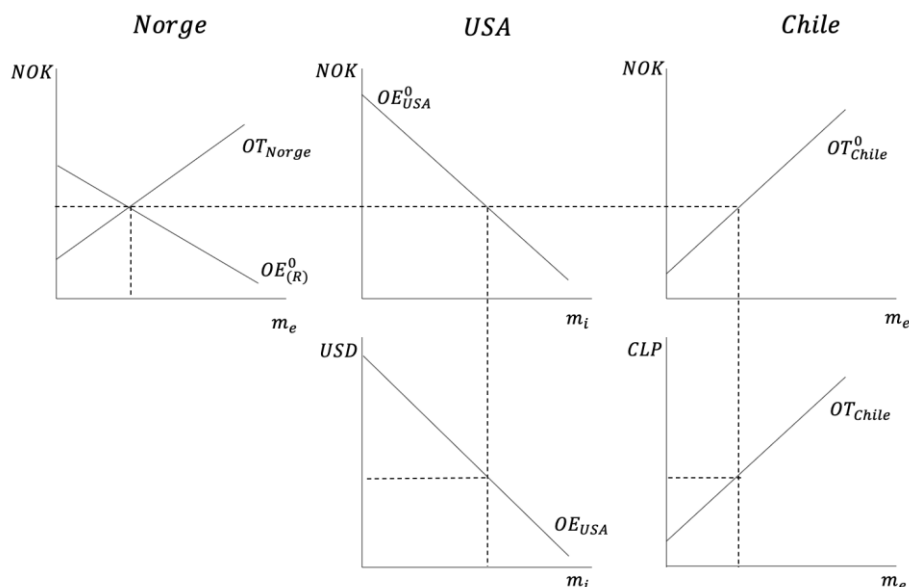 Norge
USA
Chile
NOK
OT_Norge
OE^0_(R)
m_e
NOK
OE^0_USA
m_i
NOK
OT^0_Chile
m_e
USD
OE_USA
m_i
CLP
OT_Chile
m_e